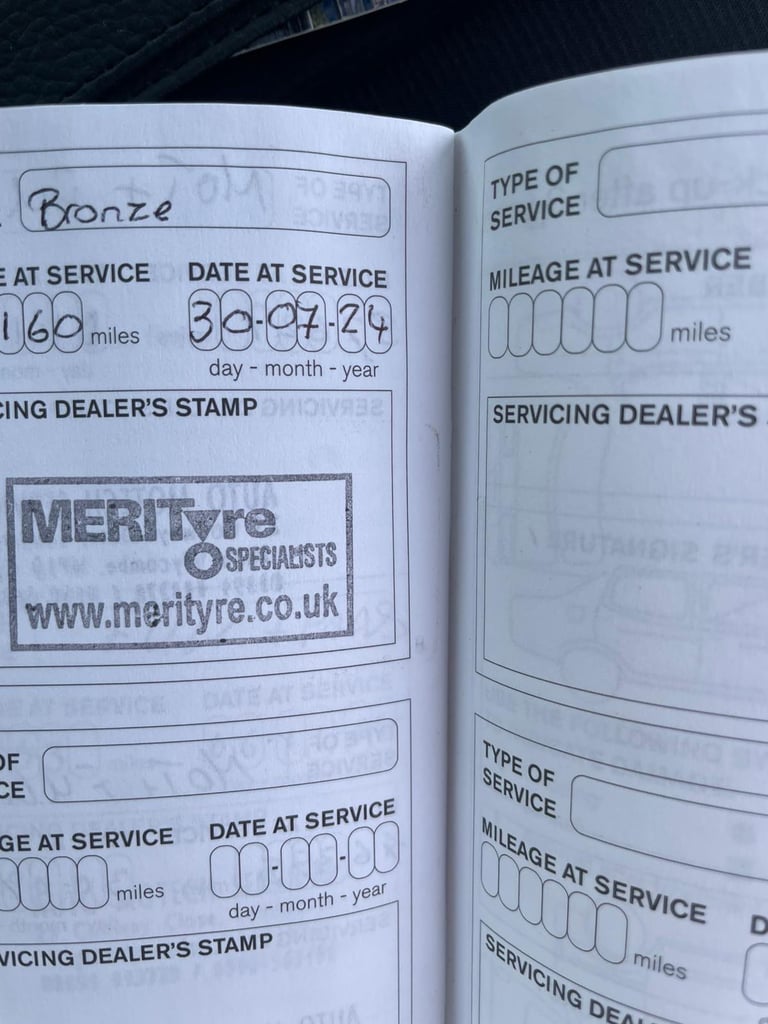 Bronze
E AT SERVICE DATE AT SERVICE
160 miles 30-07-24
day - month - year
CING DEALER'S STAMP
MERITyre
SPECIALISTS
www.merityre.co.uk
OF
CE
GE AT SERVICE DATE AT SERVICE
miles
day - month - year
VICING DEALER'S STAMP
TYPE OF
SERVICE
MILEAGE AT SERVICE
miles
SERVICING DEALER'S
TYPE OF
SERVICE
MILEAGE AT SERVICE
D
miles
SERVICING DEAL